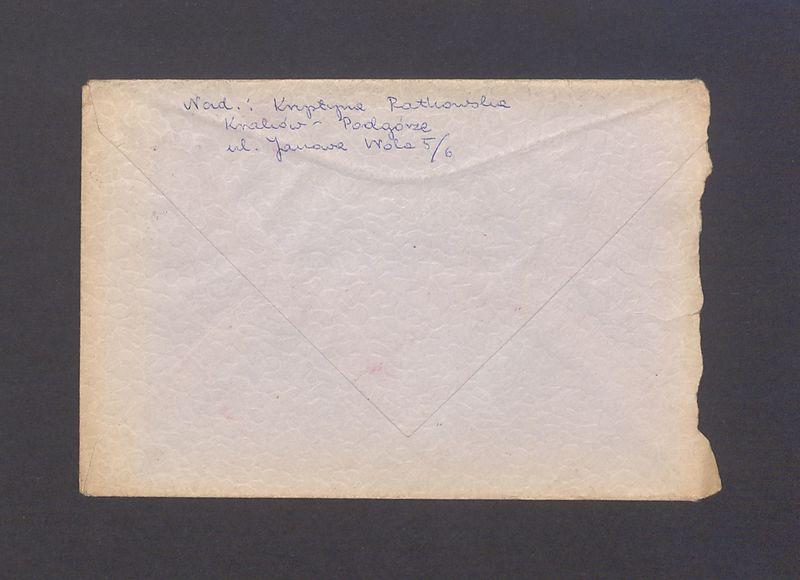 Nad.: Krystyna Ratkowska
Kraków - Podgórze
ul. Janowa Wola 5/6